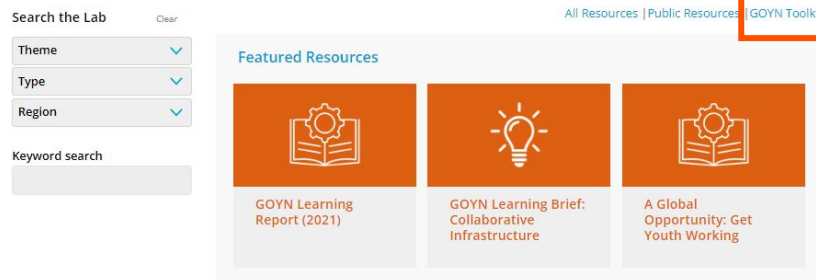 Search the Lab Clear
All Resources | Public Resources | GOYN Toolk
Theme
Type
Region
Keyword search
Featured Resources
GOYN Learning
Report (2021)
GOYN Learning Brief:
Collaborative
Infrastructure
A Global
Opportunity: Get
Youth Working